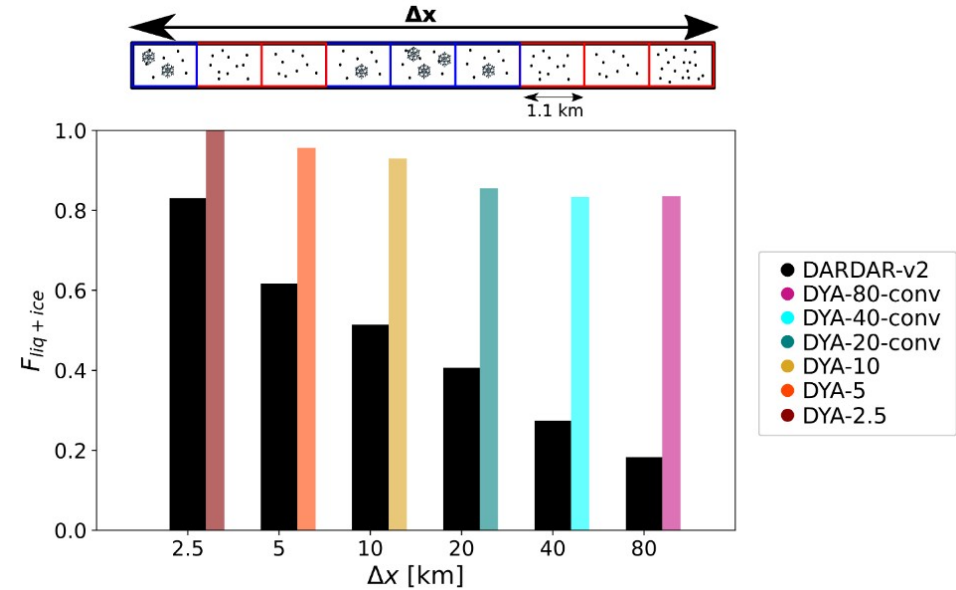 Δx
1.1 km
1.0
0.8
0.6
0.4
0.2
0.0
F_{liq + ice}
2.5 5 10 20 40 80
Δx [km]
DARDAR-v2
DYA-80-conv
DYA-40-conv
DYA-20-conv
DYA-10
DYA-5
DYA-2.5